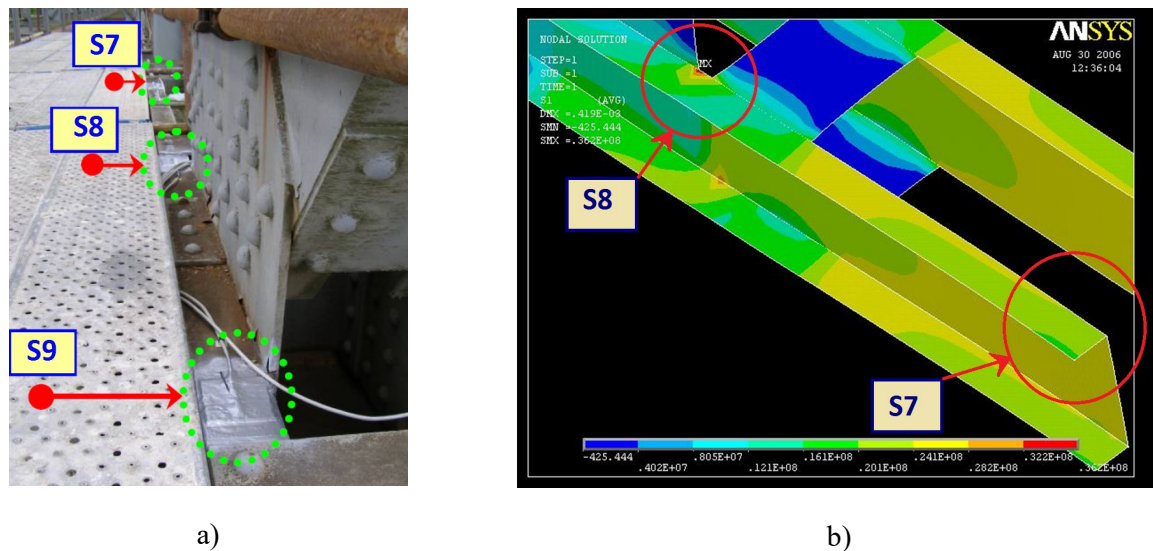 S7
S8
S9
NODAL SOLUTION
STEP=1
SUB =1
TIME=1
S1 (AVG)
DMX =.419E-03
SMN =-425.444
SMX =.362E+08
ANSYS
AUG 30 2006
12:36:04
MX
S8
S7
-425.444 .805E+07 .161E+08 .241E+08 .322E+08
.402E+07 .121E+08 .201E+08 .282E+08 .362E+08
a) b)